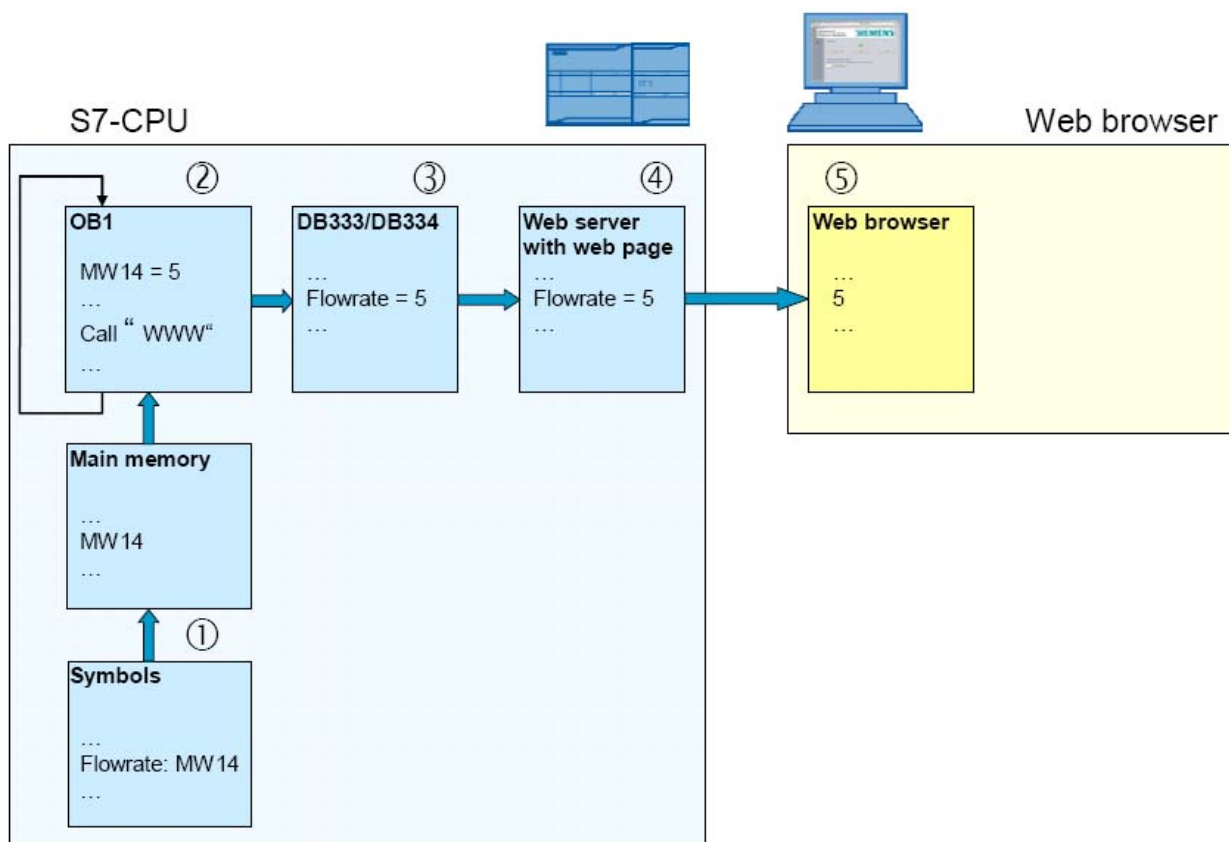 SIEMENS
S7-CPU
Web browser
②
OB1
MW14 = 5
...
Call “ WWW“
...
③
DB333/DB334
...
Flowrate = 5
...
④
Web server
with web page
...
Flowrate = 5
...
⑤
Web browser
...
5
...
Main memory
...
MW14
...
①
Symbols
...
Flowrate: MW14
...